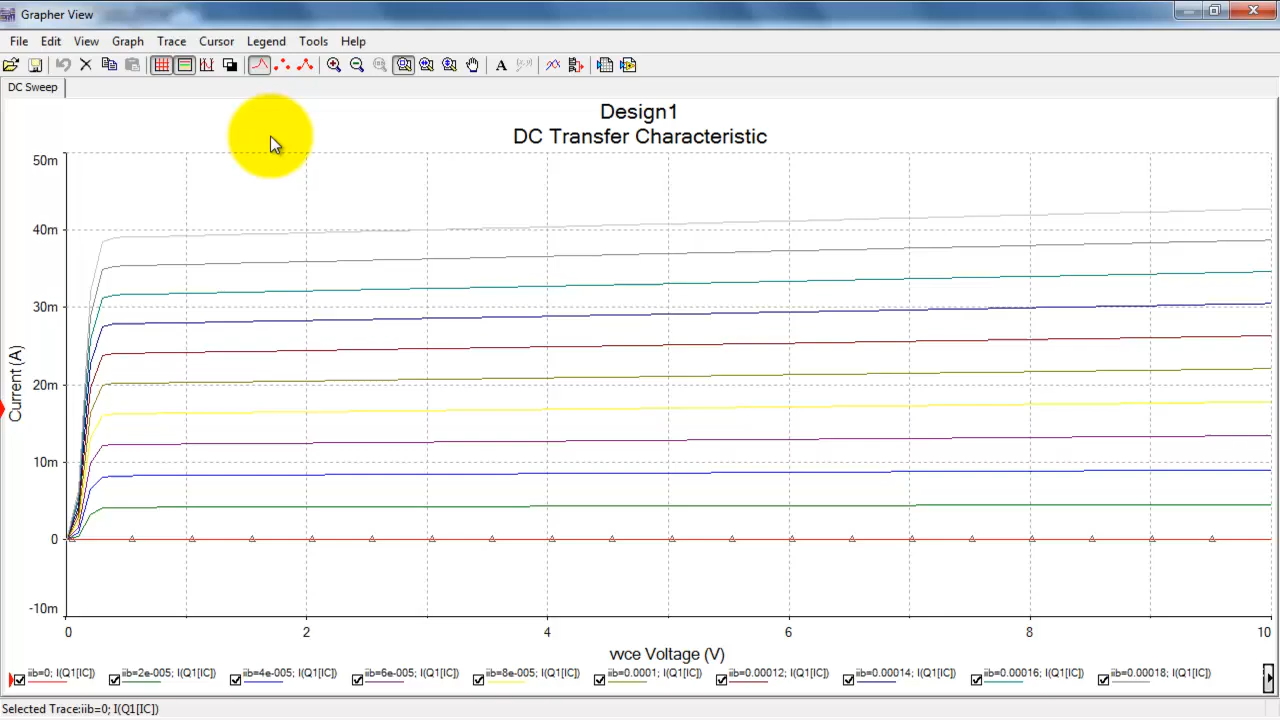 Grapher View
File Edit View Graph Trace Cursor Legend Tools Help
A
DC Sweep
Design1
DC Transfer Characteristic
50m
40m
30m
20m
10m
0
-10m
Current (A)
0 2 4 6 8 10
vvce Voltage (V)
iib=0; I(Q1[IC]) iib=2e-005; I(Q1[IC]) iib=4e-005; I(Q1[IC]) iib=6e-005; I(Q1[IC]) iib=8e-005; I(Q1[IC]) iib=0.0001; I(Q1[IC]) iib=0.00012; I(Q1[IC]) iib=0.00014; I(Q1[IC]) iib=0.00016; I(Q1[IC]) iib=0.00018; I(Q1[IC])
Selected Trace:iib=0; I(Q1[IC])